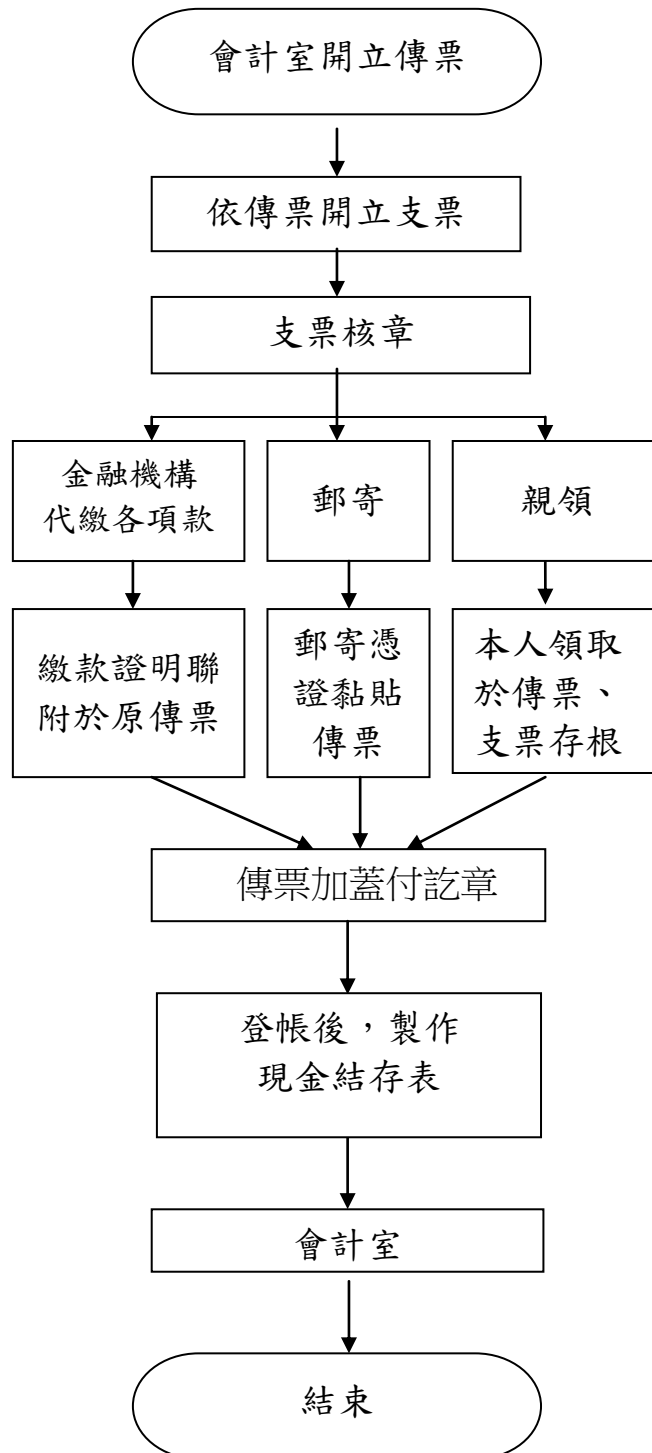 會計室開立傳票
依傳票開立支票
支票核章
金融機構
代繳各項款
郵寄
親領
繳款證明聯
附於原傳票
郵寄憑
證黏貼
傳票
本人領取
於傳票、
支票存根
傳票加蓋付訖章
登帳後，製作
現金結存表
會計室
結束